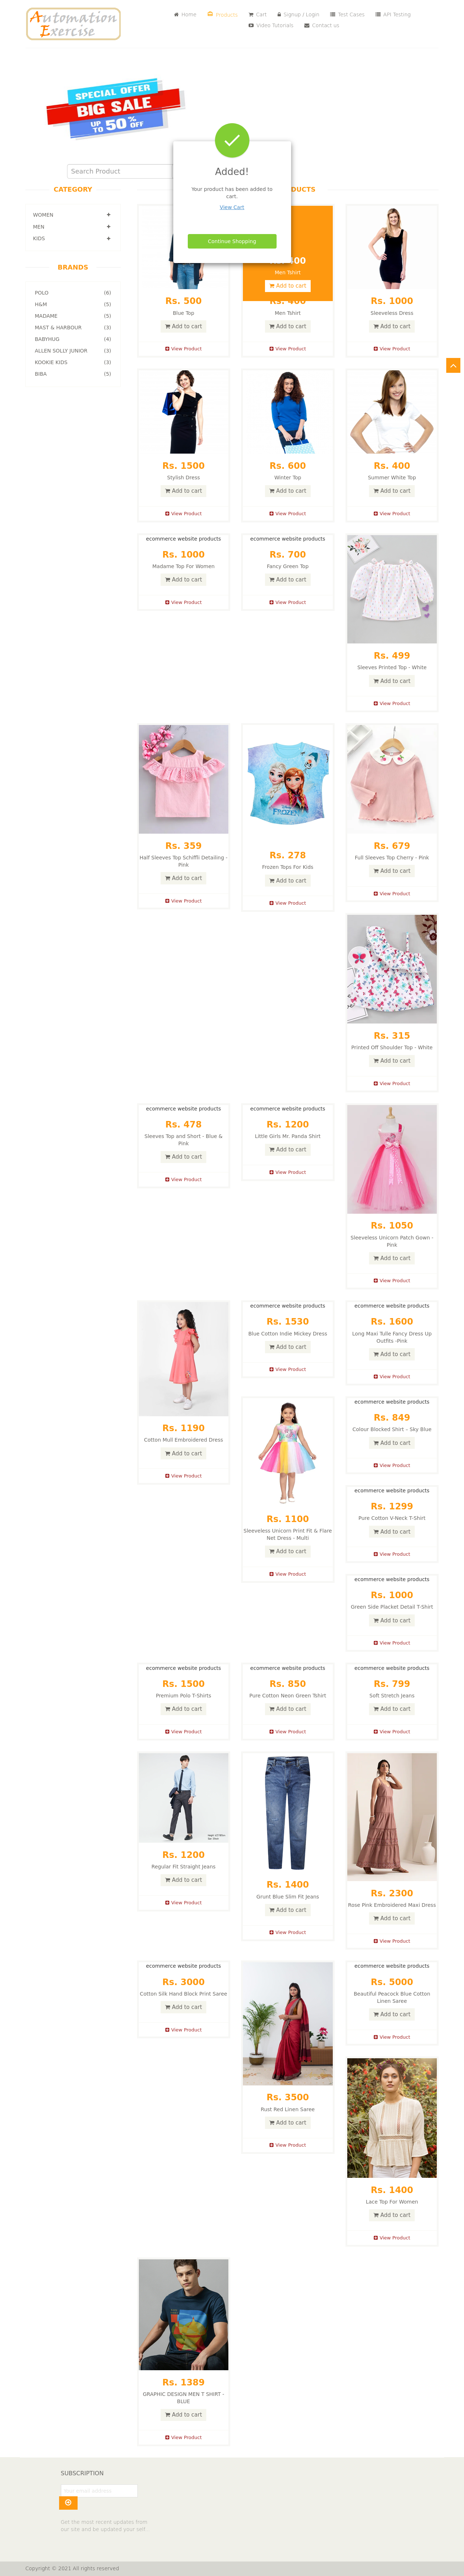 Automation
Exercise
Home
Products
Cart
Signup / Login
Test Cases
API Testing
Video Tutorials
Contact us
SPECIAL OFFER
BIG SALE
UP TO 50% OFF
Search Product
Added!
Your product has been added to
cart.
View Cart
Continue Shopping
CATEGORY
WOMEN
MEN
KIDS
BRANDS
POLO (6)
H&M (5)
MADAME (5)
MAST & HARBOUR (3)
BABYHUG (4)
ALLEN SOLLY JUNIOR (3)
KOOKIE KIDS (3)
BIBA (5)
Rs. 500
Blue Top
Add to cart
View Product
Men Tshirt
Add to cart
Rs. 400
Men Tshirt
Add to cart
View Product
Rs. 1000
Sleeveless Dress
Add to cart
View Product
Rs. 1500
Stylish Dress
Add to cart
View Product
Rs. 600
Winter Top
Add to cart
View Product
Rs. 400
Summer White Top
Add to cart
View Product
ecommerce website products
Rs. 1000
Madame Top For Women
Add to cart
View Product
ecommerce website products
Rs. 700
Fancy Green Top
Add to cart
View Product
Rs. 499
Sleeves Printed Top - White
Add to cart
View Product
Rs. 359
Half Sleeves Top Schiffli Detailing -
Pink
Add to cart
View Product
FROZEN
Rs. 278
Frozen Tops For Kids
Add to cart
View Product
Rs. 679
Full Sleeves Top Cherry - Pink
Add to cart
View Product
Rs. 315
Printed Off Shoulder Top - White
Add to cart
View Product
ecommerce website products
Rs. 478
Sleeves Top and Short - Blue &
Pink
Add to cart
View Product
ecommerce website products
Rs. 1200
Little Girls Mr. Panda Shirt
Add to cart
View Product
Rs. 1050
Sleeveless Unicorn Patch Gown -
Pink
Add to cart
View Product
Rs. 1190
Cotton Mull Embroidered Dress
Add to cart
View Product
ecommerce website products
Rs. 1530
Blue Cotton Indie Mickey Dress
Add to cart
View Product
ecommerce website products
Rs. 1600
Long Maxi Tulle Fancy Dress Up
Outfits -Pink
Add to cart
View Product
Rs. 1100
Sleeveless Unicorn Print Fit & Flare
Net Dress - Multi
Add to cart
View Product
ecommerce website products
Rs. 849
Colour Blocked Shirt – Sky Blue
Add to cart
View Product
ecommerce website products
Rs. 1299
Pure Cotton V-Neck T-Shirt
Add to cart
View Product
ecommerce website products
Rs. 1000
Green Side Placket Detail T-Shirt
Add to cart
View Product
ecommerce website products
Rs. 1500
Premium Polo T-Shirts
Add to cart
View Product
ecommerce website products
Rs. 850
Pure Cotton Neon Green Tshirt
Add to cart
View Product
ecommerce website products
Rs. 799
Soft Stretch Jeans
Add to cart
View Product
Rs. 1200
Regular Fit Straight Jeans
Add to cart
View Product
Rs. 1400
Grunt Blue Slim Fit Jeans
Add to cart
View Product
Rs. 2300
Rose Pink Embroidered Maxi Dress
Add to cart
View Product
ecommerce website products
Rs. 3000
Cotton Silk Hand Block Print Saree
Add to cart
View Product
Rs. 3500
Rust Red Linen Saree
Add to cart
View Product
ecommerce website products
Rs. 5000
Beautiful Peacock Blue Cotton
Linen Saree
Add to cart
View Product
Rs. 1400
Lace Top For Women
Add to cart
View Product
Rs. 1389
GRAPHIC DESIGN MEN T SHIRT -
BLUE
Add to cart
View Product
SUBSCRIPTION
Your email address
Get the most recent updates from
our site and be updated your self...
Copyright © 2021 All rights reserved